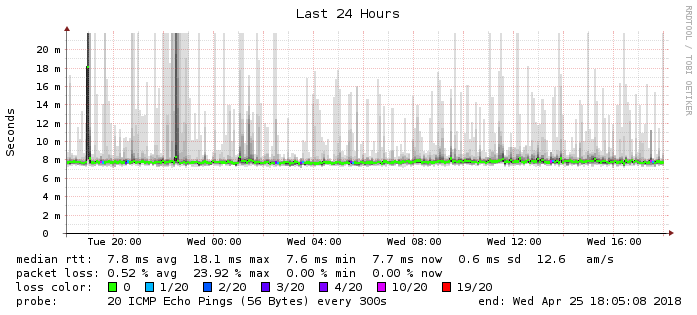 Last 24 Hours
RRDTOOL / TOBI OETIKER
Seconds
20 m
18 m
16 m
14 m
12 m
10 m
8 m
6 m
4 m
2 m
0
Tue 20:00 Wed 00:00 Wed 04:00 Wed 08:00 Wed 12:00 Wed 16:00
median rtt: 7.8 ms avg 18.1 ms max 7.6 ms min 7.7 ms now 0.6 ms sd 12.6 am/s
packet loss: 0.52 % avg 23.92 % max 0.00 % min 0.00 % now
loss color: 0 1/20 2/20 3/20 4/20 10/20 19/20
probe: 20 ICMP Echo Pings (56 Bytes) every 300s end: Wed Apr 25 18:05:08 2018